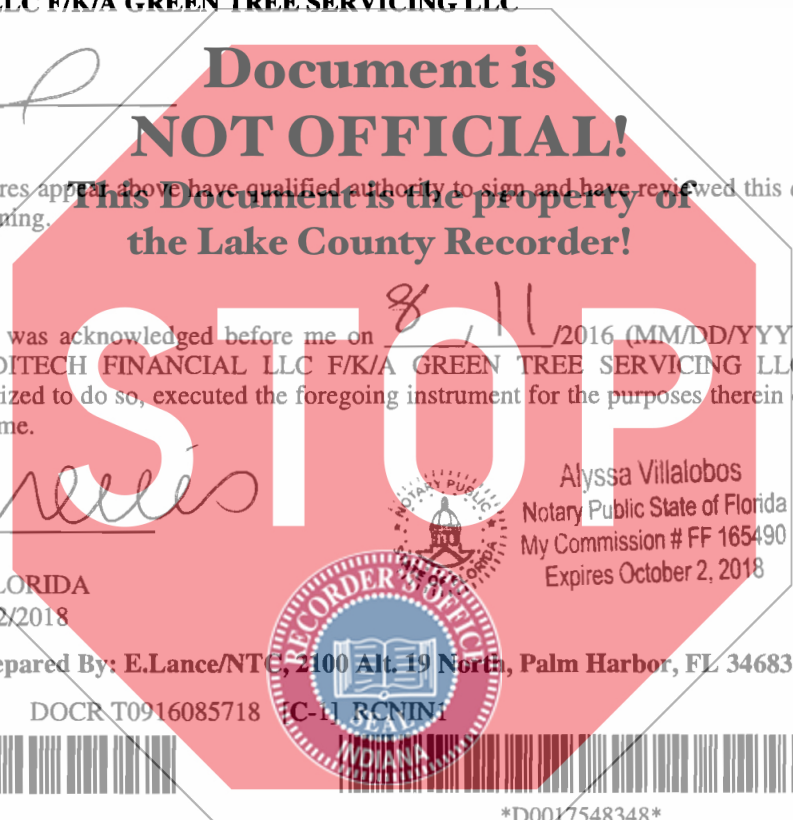 LLC F/K/A GREEN TREE SERVICING LLC
Document is
NOT OFFICIAL!
res appear above have qualified authority to sign and have reviewed this
This Document is the property of
ning.
the Lake County Recorder!
was acknowledged before me on 8/11/2016 (MM/DD/YYY
DITECH FINANCIAL LLC F/K/A GREEN TREE SERVICING LLC
ized to do so, executed the foregoing instrument for the purposes therein
me.
STOP
NOTARY PUBLIC
STATE OF FLORIDA
Alyssa Villalobos
Notary Public State of Florida
My Commission # FF 165490
Expires October 2, 2018
LORIDA
2/2018
RECORDER'S OFFICE
SEAL
INDIANA
epared By: E.Lance/NTC, 2100 Alt. 19 North, Palm Harbor, FL 34683
DOCR T0916085718 [C-1] RCNIN1
*D0017548348*